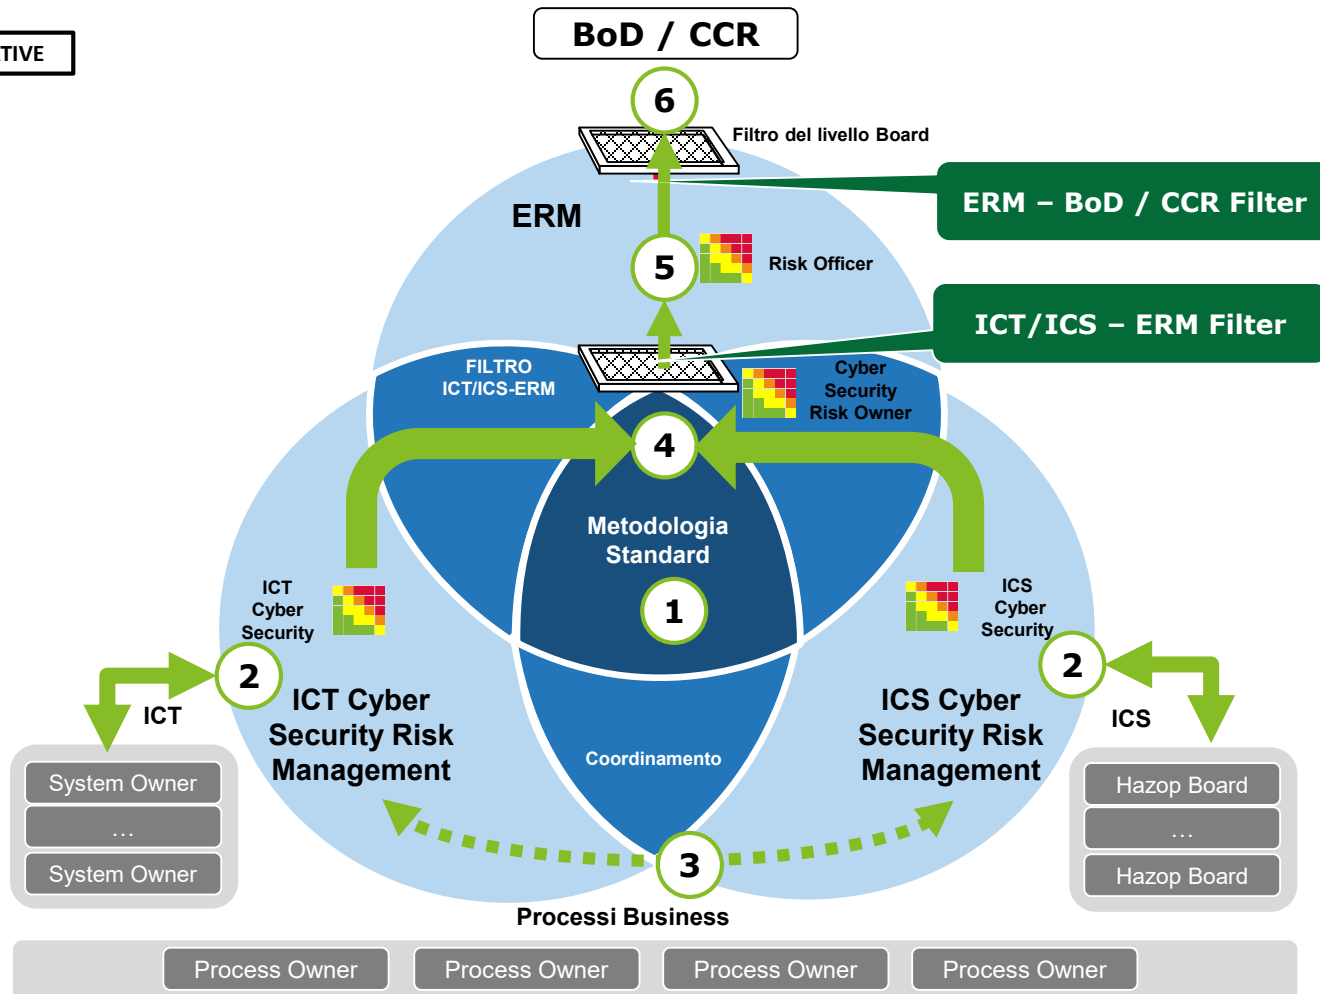 BoD / CCR
ATIVE
6
Filtro del livello Board
ERM – BoD / CCR Filter
ERM
5
Risk Officer
ICT/ICS – ERM Filter
FILTRO
ICT/ICS-ERM
Cyber
Security
Risk Owner
4
Metodologia
Standard
1
ICT
Cyber
Security
ICS
Cyber
Security
2
2
ICT
ICS
ICT Cyber
Security Risk
Management
ICS Cyber
Security Risk
Management
Coordinamento
System Owner
…
System Owner
Hazop Board
…
Hazop Board
3
Processi Business
Process Owner
Process Owner
Process Owner
Process Owner